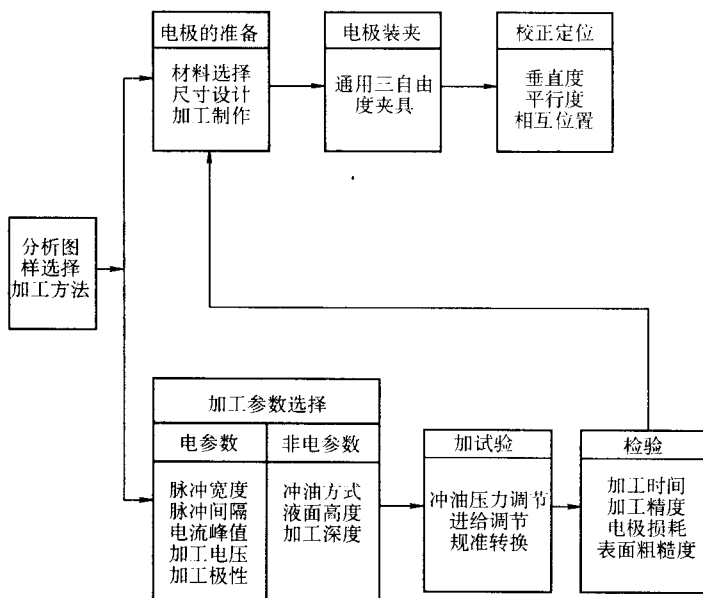 电极的准备
材料选择
尺寸设计
加工制作
电极装夹
通用三自由
度夹具
校正定位
垂直度
平行度
相互位置
分析图
样选择
加工方法
加工参数选择
电参数
脉冲宽度
脉冲间隔
电流峰值
加工电压
加工极性
非电参数
冲油方式
液面高度
加工深度
加试验
冲油压力调节
进给调节
规准转换
检验
加工时间
加工精度
电极损耗
表面粗糙度